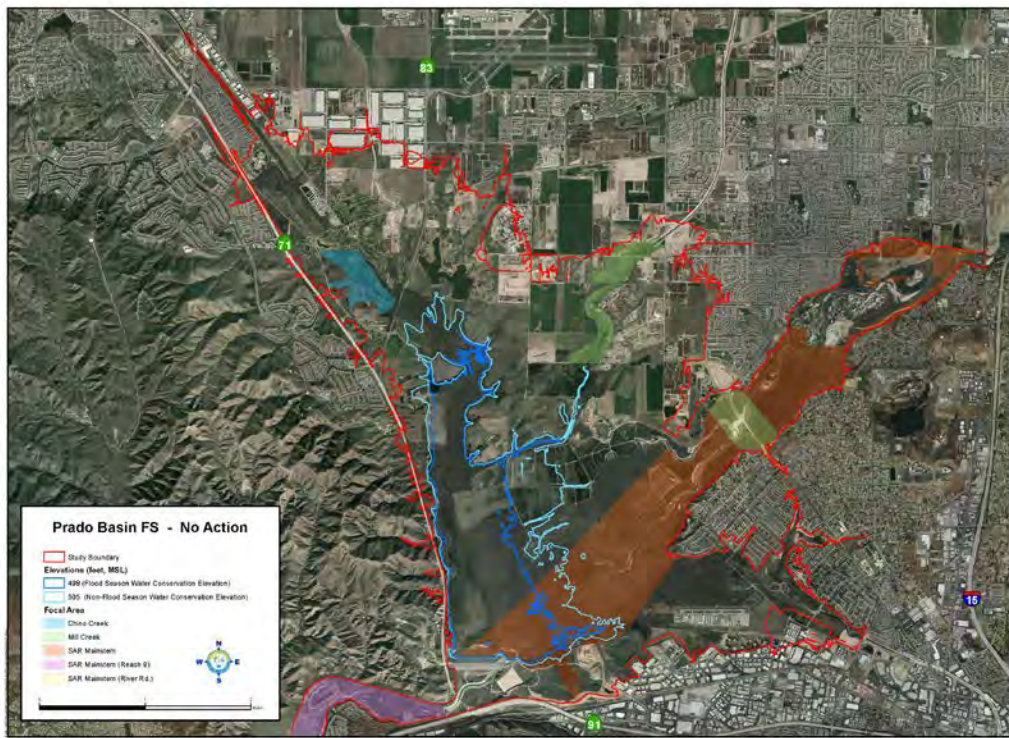 83
71
Prado Basin FS - No Action
Study Boundary
Elevations (feet, MSL)
498 (Flood Season Water Conservation Elevation)
505 (Non-Flood Season Water Conservation Elevation)
Focal Area
Chino Creek
Mill Creek
SAR Mainstem
SAR Mainstem (Reach 9)
SAR Mainstem (River Rd.)
N
W
E
S
15
91